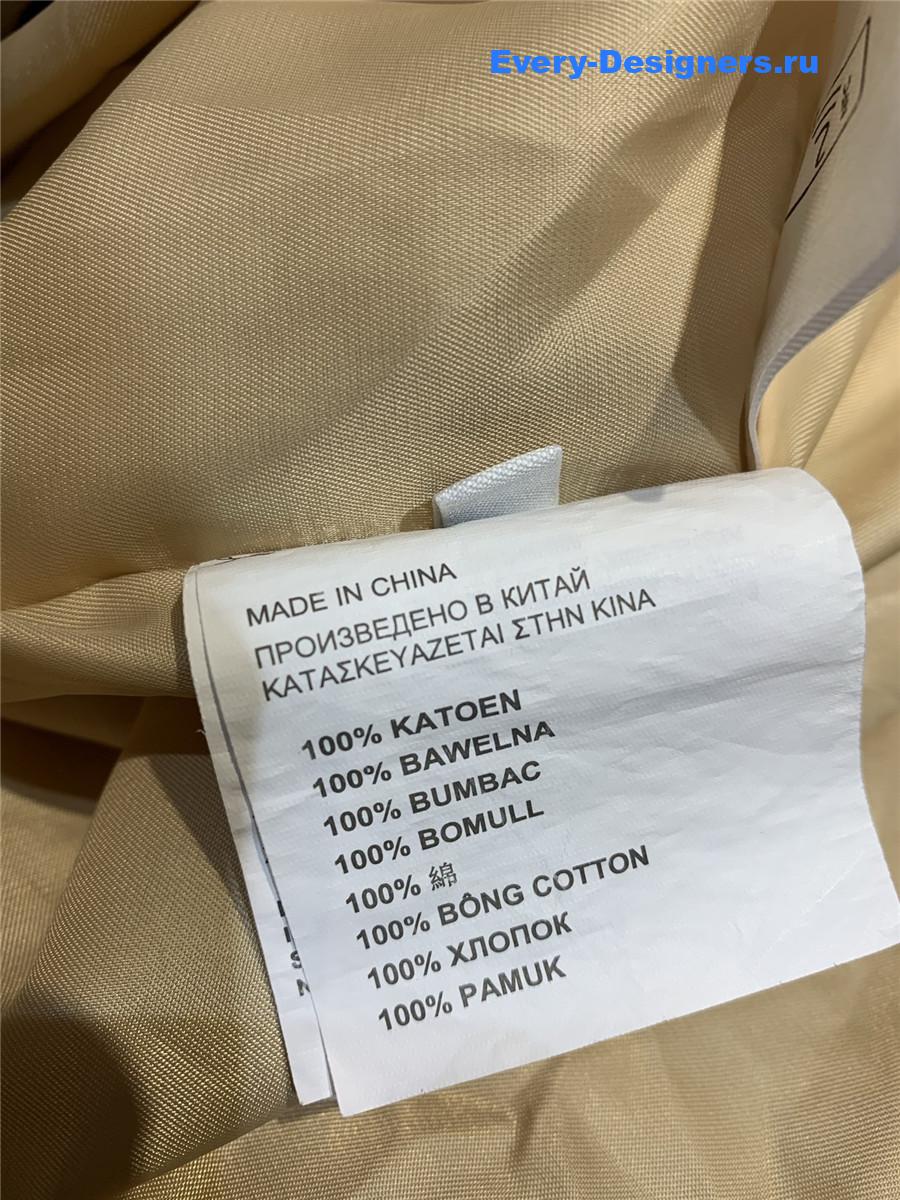 Every-Designers.ru
MADE IN CHINA
ПРОИЗВЕДЕНО В КИТАЙ
ΚΑΤΑΣΚΕΥΑΖΕΤΑΙ ΣΤΗΝ ΚΙΝΑ
100% KATOEN
100% BAWELNA
100% BUMBAC
100% BOMULL
100% 綿
100% BÔNG COTTON
100% ХЛОПОК
100% PAMUK